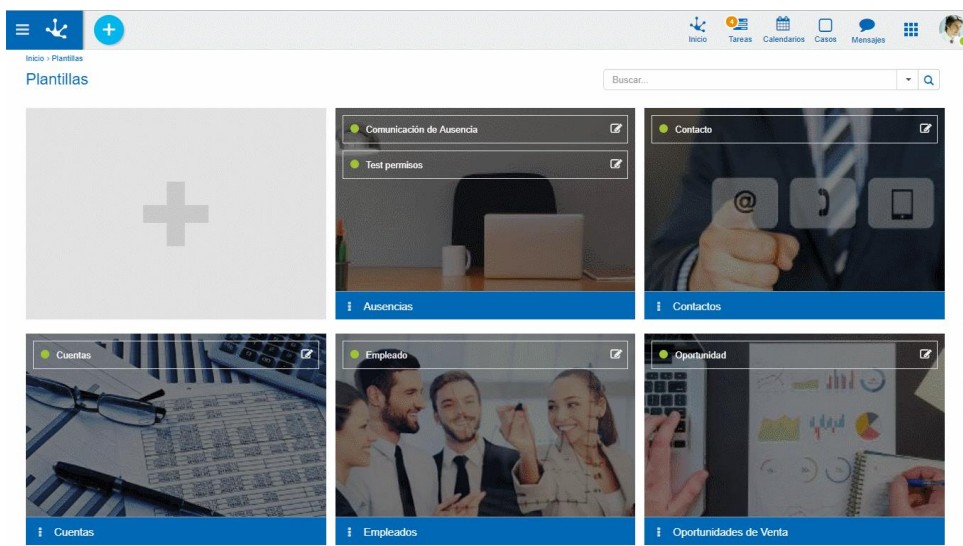 4
Inicio
Tareas
Calendarios
Casos
Mensajes
Inicio › Plantillas
Plantillas
Buscar...
Comunicación de Ausencia
Test permisos
Ausencias
Contacto
@
Contactos
Cuentas
Cuentas
Empleado
Empleados
Oportunidad
Oportunidades de Venta